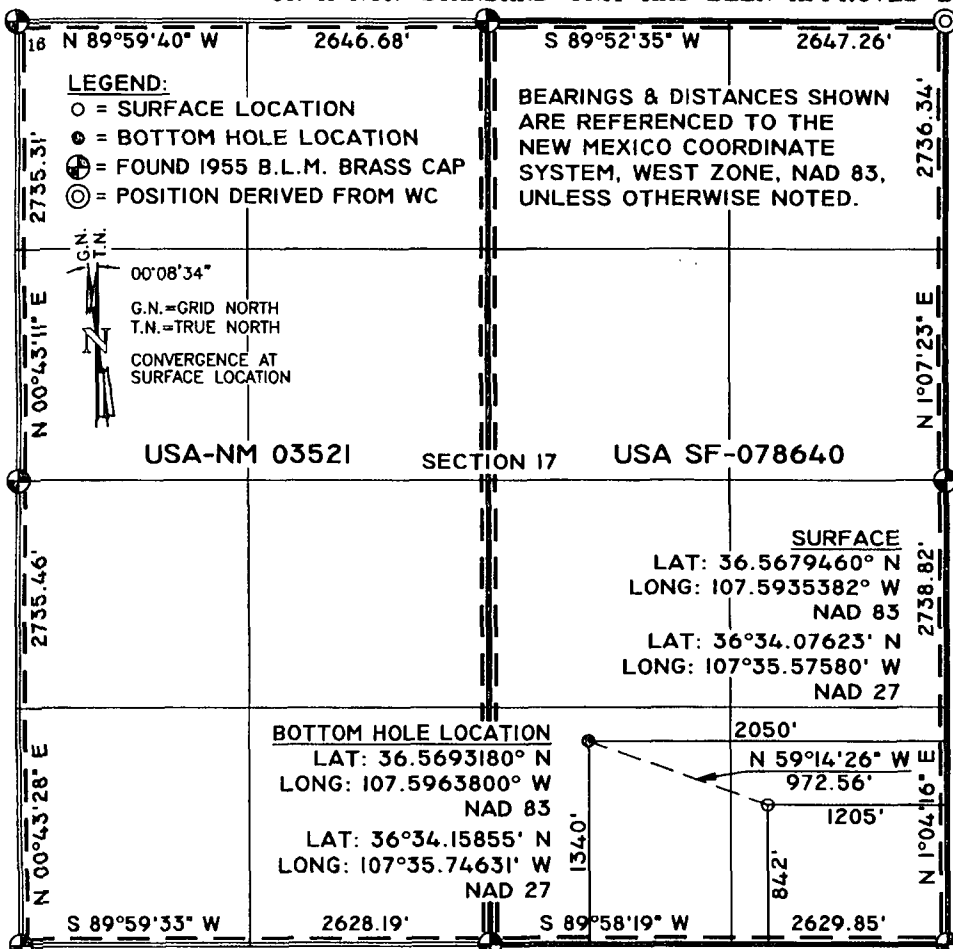 16 N 89°59'40" W 2646.68' S 89°52'35" W 2647.26'
LEGEND:
O = SURFACE LOCATION
= BOTTOM HOLE LOCATION
= FOUND 1955 B.L.M. BRASS CAP
= POSITION DERIVED FROM WC
BEARINGS & DISTANCES SHOWN
ARE REFERENCED TO THE
NEW MEXICO COORDINATE
SYSTEM, WEST ZONE, NAD 83,
UNLESS OTHERWISE NOTED.
2735.31'
2736.34'
G.N.
T.N.
00°08'34"
G.N.=GRID NORTH
T.N.=TRUE NORTH
N
CONVERGENCE AT
SURFACE LOCATION
N 00°43'11" E
N 1°07'23" E
USA-NM 03521 SECTION 17 USA SF-078640
2735.46'
2738.82'
SURFACE
LAT: 36.5679460° N
LONG: 107.5935382° W
NAD 83
LAT: 36°34.07623' N
LONG: 107°35.57580' W
NAD 27
BOTTOM HOLE LOCATION
LAT: 36.5693180° N
LONG: 107.5963800° W
NAD 83
LAT: 36°34.15855' N
LONG: 107°35.74631' W
NAD 27
2050'
N 59°14'26" W
972.56'
1205'
1340'
842'
N 00°43'28" E
N 1°04'16" E
S 89°59'33" W 2628.19' S 89°58'19" W 2629.85'